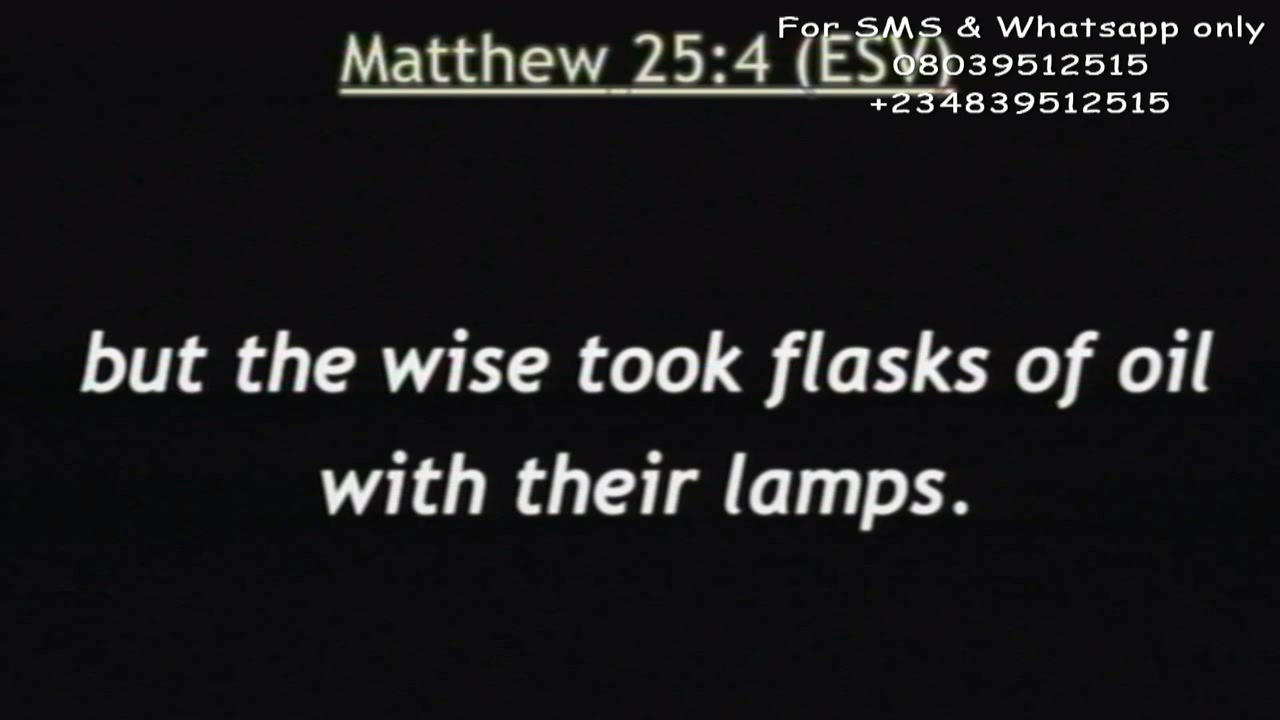 Matthew 25:4 (ESV)
For SMS & Whatsapp only
08039512515
+234839512515
but the wise took flasks of oil
with their lamps.